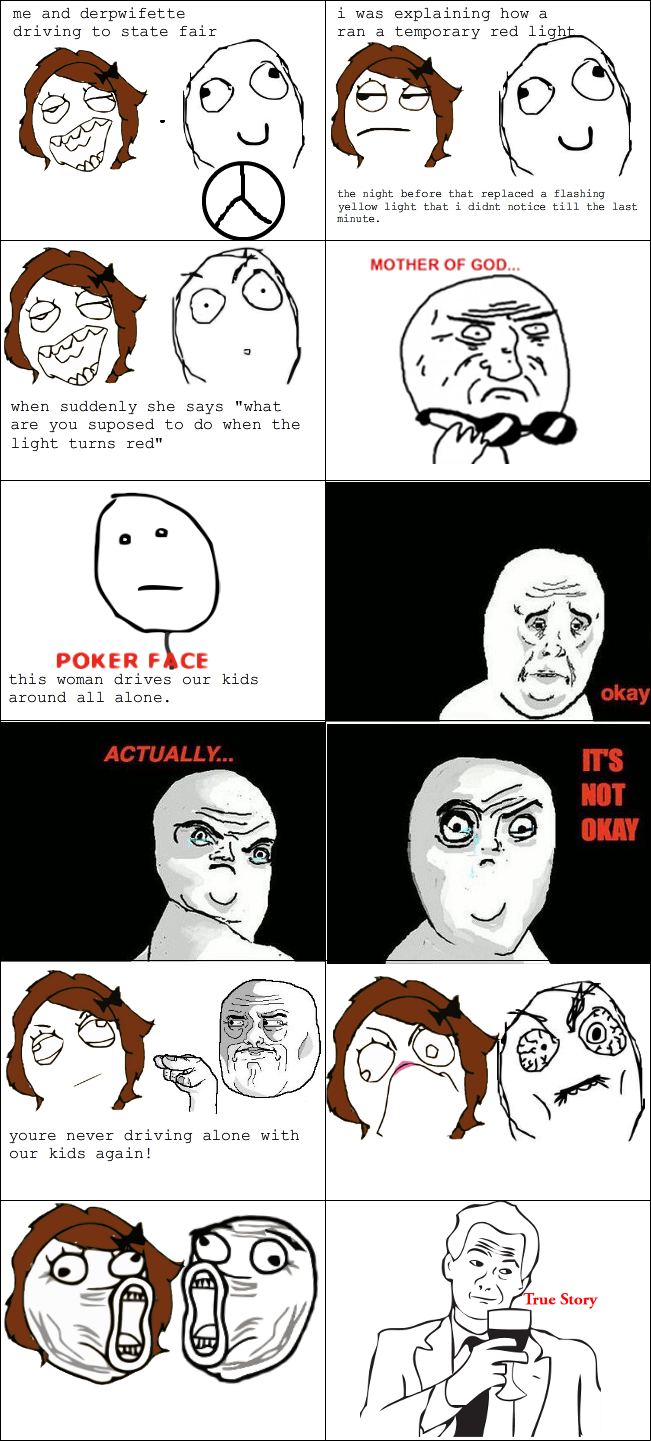 me and derpwifette
driving to state fair
i was explaining how a
ran a temporary red light
the night before that replaced a flashing
yellow light that i didnt notice till the last
minute.
when suddenly she says "what
are you suposed to do when the
light turns red"
MOTHER OF GOD...
POKER FACE
this woman drives our kids
around all alone.
okay
ACTUALLY...
IT'S
NOT
OKAY
youre never driving alone with
our kids again!
True Story